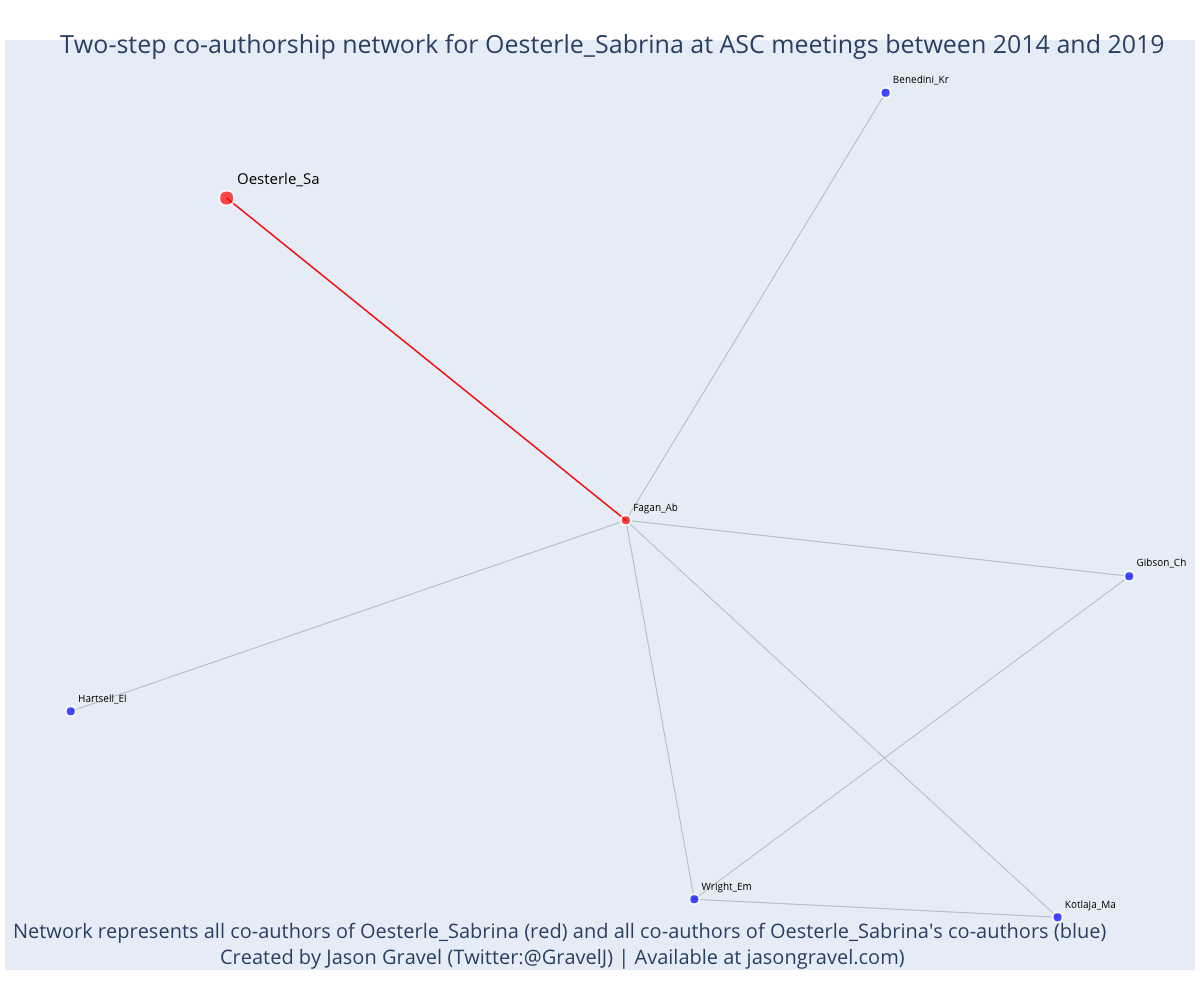 Two-step co-authorship network for Oesterle_Sabrina at ASC meetings between 2014 and 2019
Benedini_Kr
Oesterle_Sa
Fagan_Ab
Gibson_Ch
Hartsell_El
Wright_Em
Kotlaja_Ma
Network represents all co-authors of Oesterle_Sabrina (red) and all co-authors of Oesterle_Sabrina's co-authors (blue)
Created by Jason Gravel (Twitter:@GravelJ) | Available at jasongravel.com)